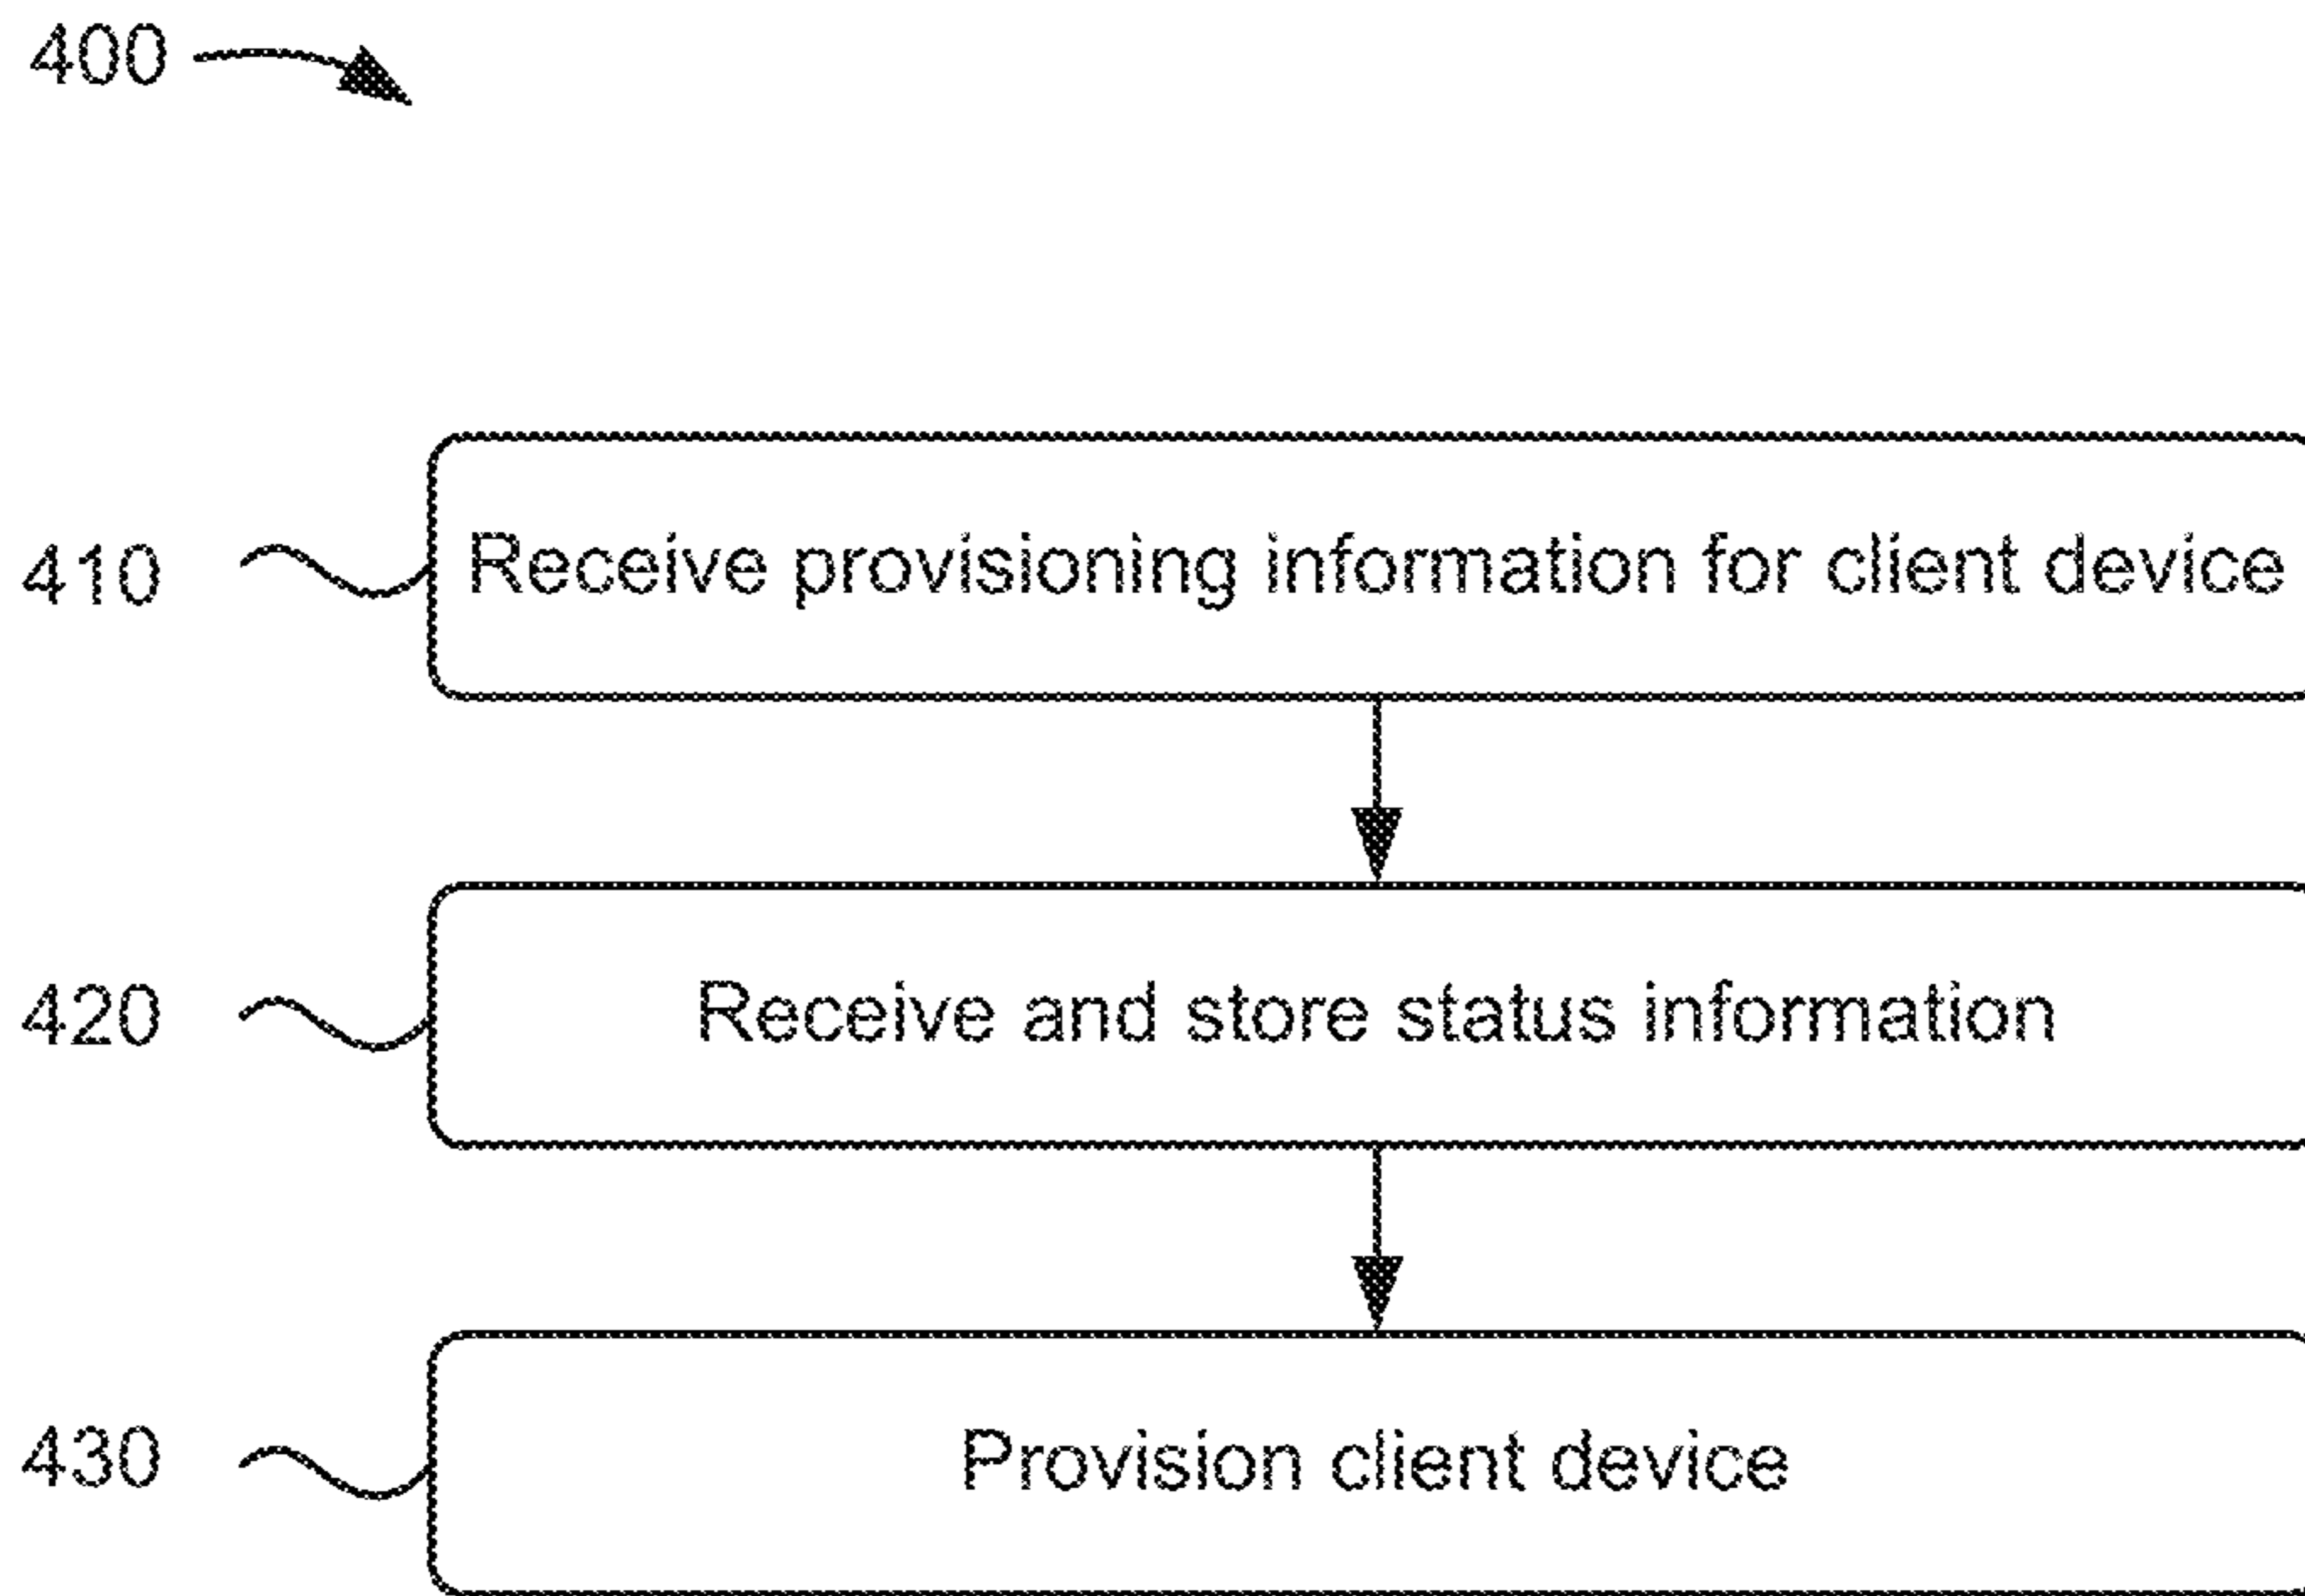 400
410 Receive provisioning information for client device
420 Receive and store status information
430 Provision client device